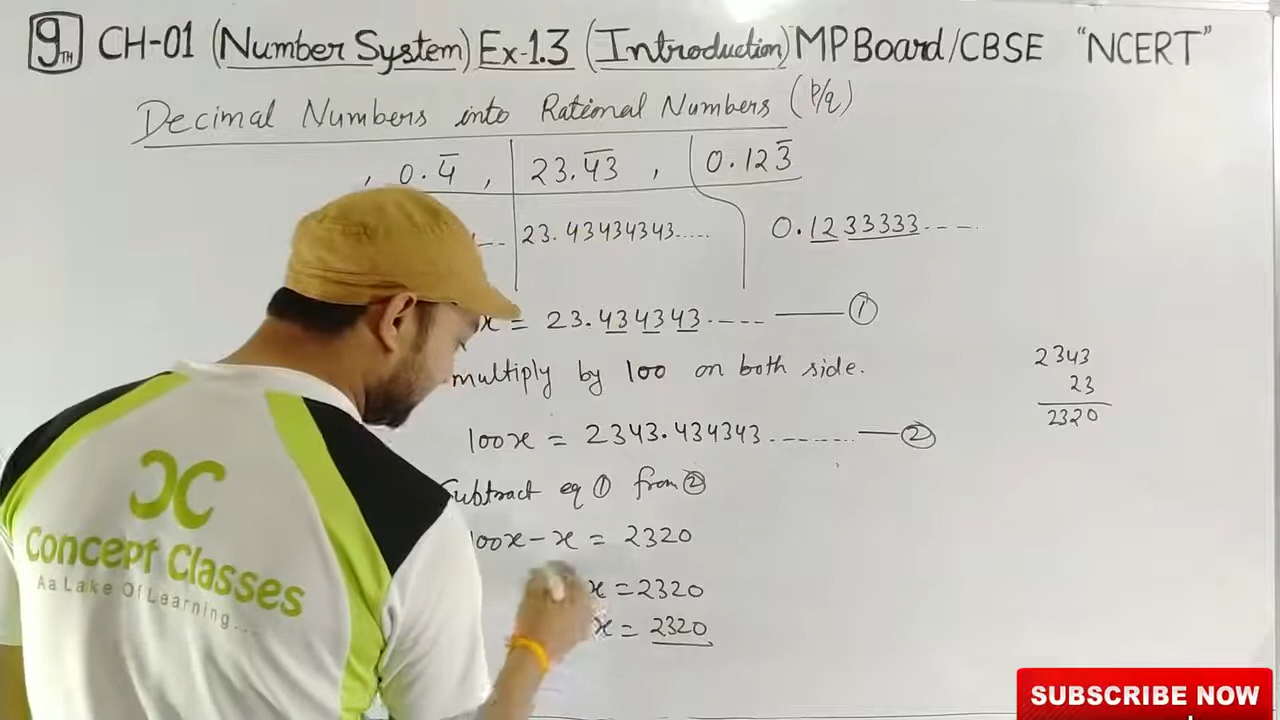 9TH CH-01 (Number System) Ex-1.3 (Introduction) MP Board/CBSE "NCERT"
Decimal Numbers into Rational Numbers (p/q)
, 0.4̅ , 23.4̅3̅ , 0.123̅
23.43434343..... 0.1233333----
x = 23.434343---- ① 
multiply by 100 on both side.
2343
23
2320
100x = 2343.434343........ ②
Subtract eq ① from ②
100x - x = 2320
x = 2320
x = 2320
Concept Classes
Aa Lake Of Learning...
SUBSCRIBE NOW